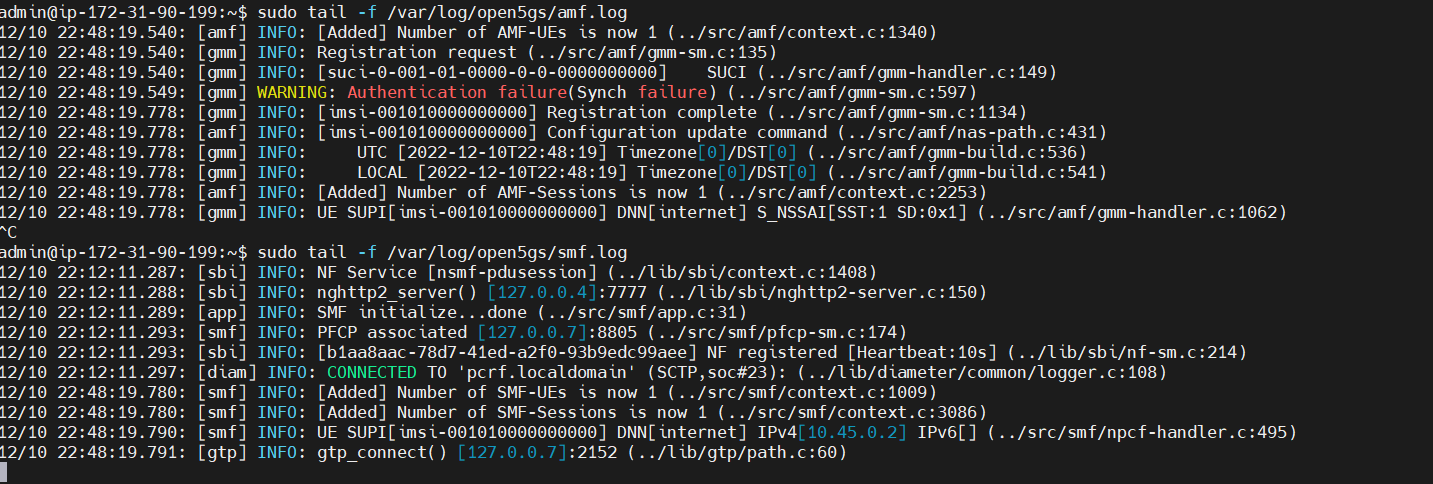 admin@ip-172-31-90-199:~$ sudo tail -f /var/log/open5gs/amf.log
12/10 22:48:19.540: [amf] INFO: [Added] Number of AMF-UEs is now 1 (../src/amf/context.c:1340)
12/10 22:48:19.540: [gmm] INFO: Registration request (../src/amf/gmm-sm.c:135)
12/10 22:48:19.540: [gmm] INFO: [suci-0-001-01-0000-0-0-0000000000]    SUCI (../src/amf/gmm-handler.c:149)
12/10 22:48:19.549: [gmm] WARNING: Authentication failure(Synch failure) (../src/amf/gmm-sm.c:597)
12/10 22:48:19.778: [gmm] INFO: [imsi-001010000000000] Registration complete (../src/amf/gmm-sm.c:1134)
12/10 22:48:19.778: [amf] INFO: [imsi-001010000000000] Configuration update command (../src/amf/nas-path.c:431)
12/10 22:48:19.778: [gmm] INFO:     UTC [2022-12-10T22:48:19] Timezone[0]/DST[0] (../src/amf/gmm-build.c:536)
12/10 22:48:19.778: [gmm] INFO:     LOCAL [2022-12-10T22:48:19] Timezone[0]/DST[0] (../src/amf/gmm-build.c:541)
12/10 22:48:19.778: [amf] INFO: [Added] Number of AMF-Sessions is now 1 (../src/amf/context.c:2253)
12/10 22:48:19.778: [gmm] INFO: UE SUPI[imsi-001010000000000] DNN[internet] S_NSSAI[SST:1 SD:0x1] (../src/amf/gmm-handler.c:1062)
^C
admin@ip-172-31-90-199:~$ sudo tail -f /var/log/open5gs/smf.log
12/10 22:12:11.287: [sbi] INFO: NF Service [nsmf-pdusession] (../lib/sbi/context.c:1408)
12/10 22:12:11.288: [sbi] INFO: nghttp2_server() [127.0.0.4]:7777 (../lib/sbi/nghttp2-server.c:150)
12/10 22:12:11.289: [app] INFO: SMF initialize...done (../src/smf/app.c:31)
12/10 22:12:11.293: [smf] INFO: PFCP associated [127.0.0.7]:8805 (../src/smf/pfcp-sm.c:174)
12/10 22:12:11.293: [sbi] INFO: [b1aa8aac-78d7-41ed-a2f0-93b9edc99aee] NF registered [Heartbeat:10s] (../lib/sbi/nf-sm.c:214)
12/10 22:12:11.297: [diam] INFO: CONNECTED TO 'pcrf.localdomain' (SCTP,soc#23): (../lib/diameter/common/logger.c:108)
12/10 22:48:19.780: [smf] INFO: [Added] Number of SMF-UEs is now 1 (../src/smf/context.c:1009)
12/10 22:48:19.780: [smf] INFO: [Added] Number of SMF-Sessions is now 1 (../src/smf/context.c:3086)
12/10 22:48:19.790: [smf] INFO: UE SUPI[imsi-001010000000000] DNN[internet] IPv4[10.45.0.2] IPv6[] (../src/smf/npcf-handler.c:495)
12/10 22:48:19.791: [gtp] INFO: gtp_connect() [127.0.0.7]:2152 (../lib/gtp/path.c:60)